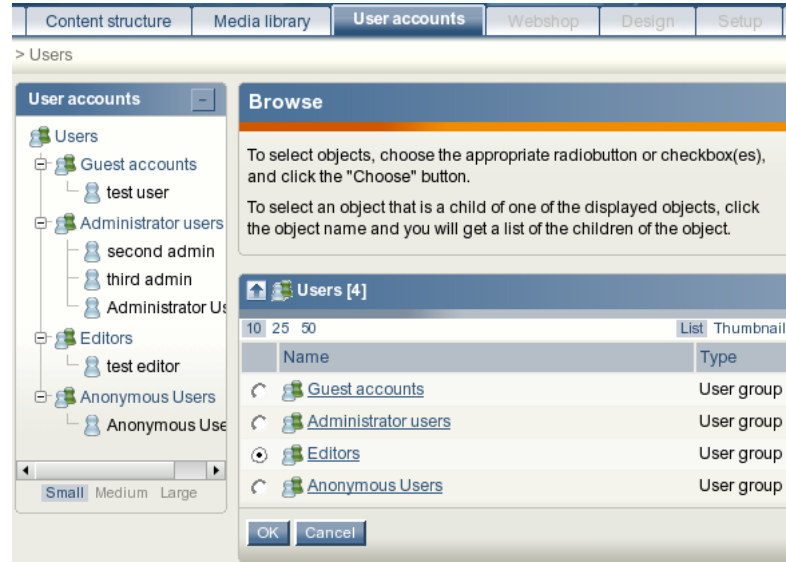 Content structure Media library User accounts Webshop Design Setup
> Users
User accounts
Users
Guest accounts
test user
Administrator users
second admin
third admin
Administrator Us
Editors
test editor
Anonymous Users
Anonymous Use
Small Medium Large
Browse
To select objects, choose the appropriate radiobutton or checkbox(es),
and click the "Choose" button.
To select an object that is a child of one of the displayed objects, click
the object name and you will get a list of the children of the object.
Users [4]
10 25 50 List Thumbnail
Name Type
Guest accounts User group
Administrator users User group
Editors User group
Anonymous Users User group
OK Cancel